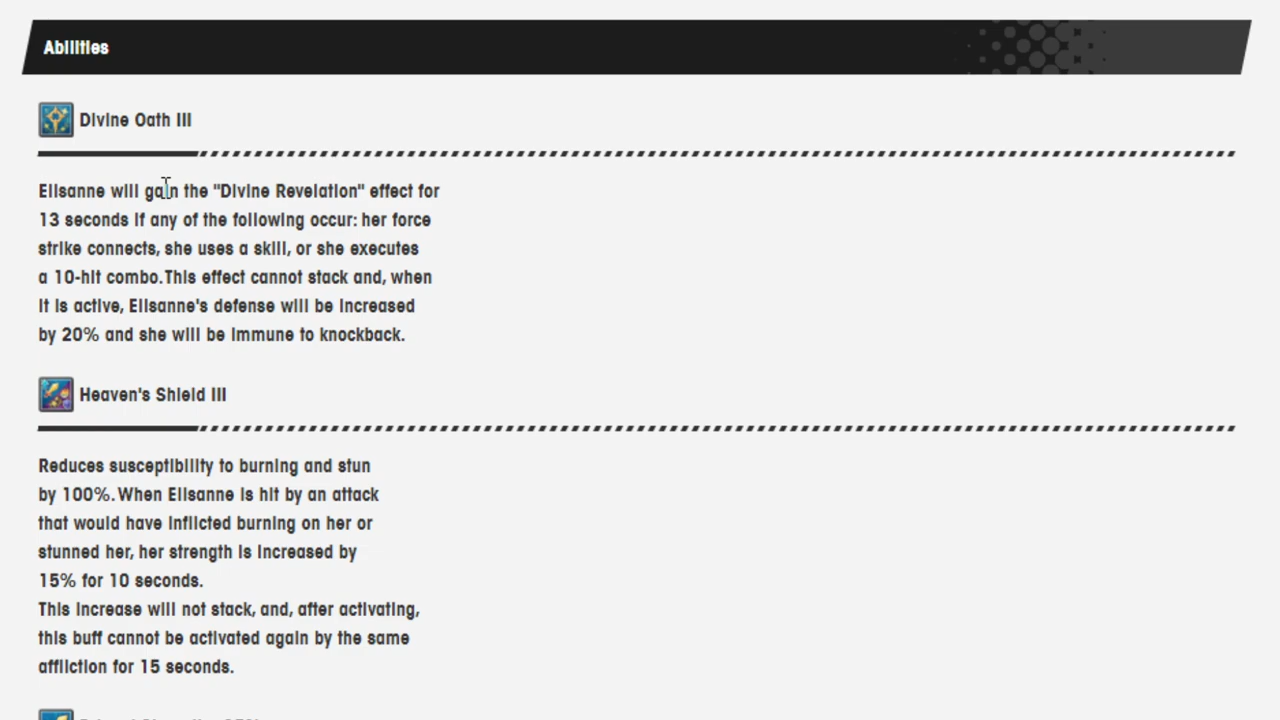 Abilities
Divine Oath III
Elisanne will gain the "Divine Revelation" effect for
13 seconds if any of the following occur: her force
strike connects, she uses a skill, or she executes
a 10-hit combo. This effect cannot stack and, when
it is active, Elisanne's defense will be increased
by 20% and she will be immune to knockback.
Heaven's Shield III
Reduces susceptibility to burning and stun
by 100%. When Elisanne is hit by an attack
that would have inflicted burning on her or
stunned her, her strength is increased by
15% for 10 seconds.
This increase will not stack, and, after activating,
this buff cannot be activated again by the same
affliction for 15 seconds.